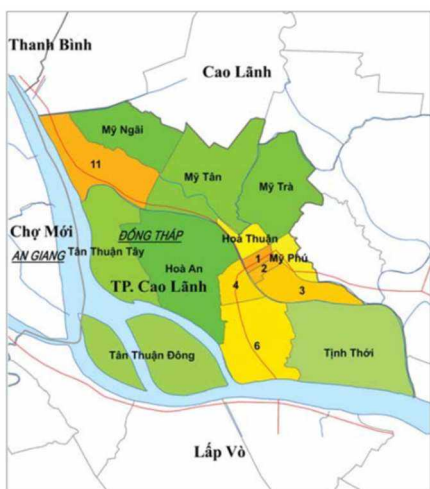 Thanh Bình
Cao Lãnh
Mỹ Ngãi
11
Mỹ Tân
Mỹ Trà
Chợ Mới
AN GIANG
ĐỒNG THÁP
Tân Thuận Tây
Hoà An
TP. Cao Lãnh
Hoà Thuận
1
Mỹ Phú
2
4
3
Tân Thuận Đông
6
Tịnh Thới
Lấp Vò